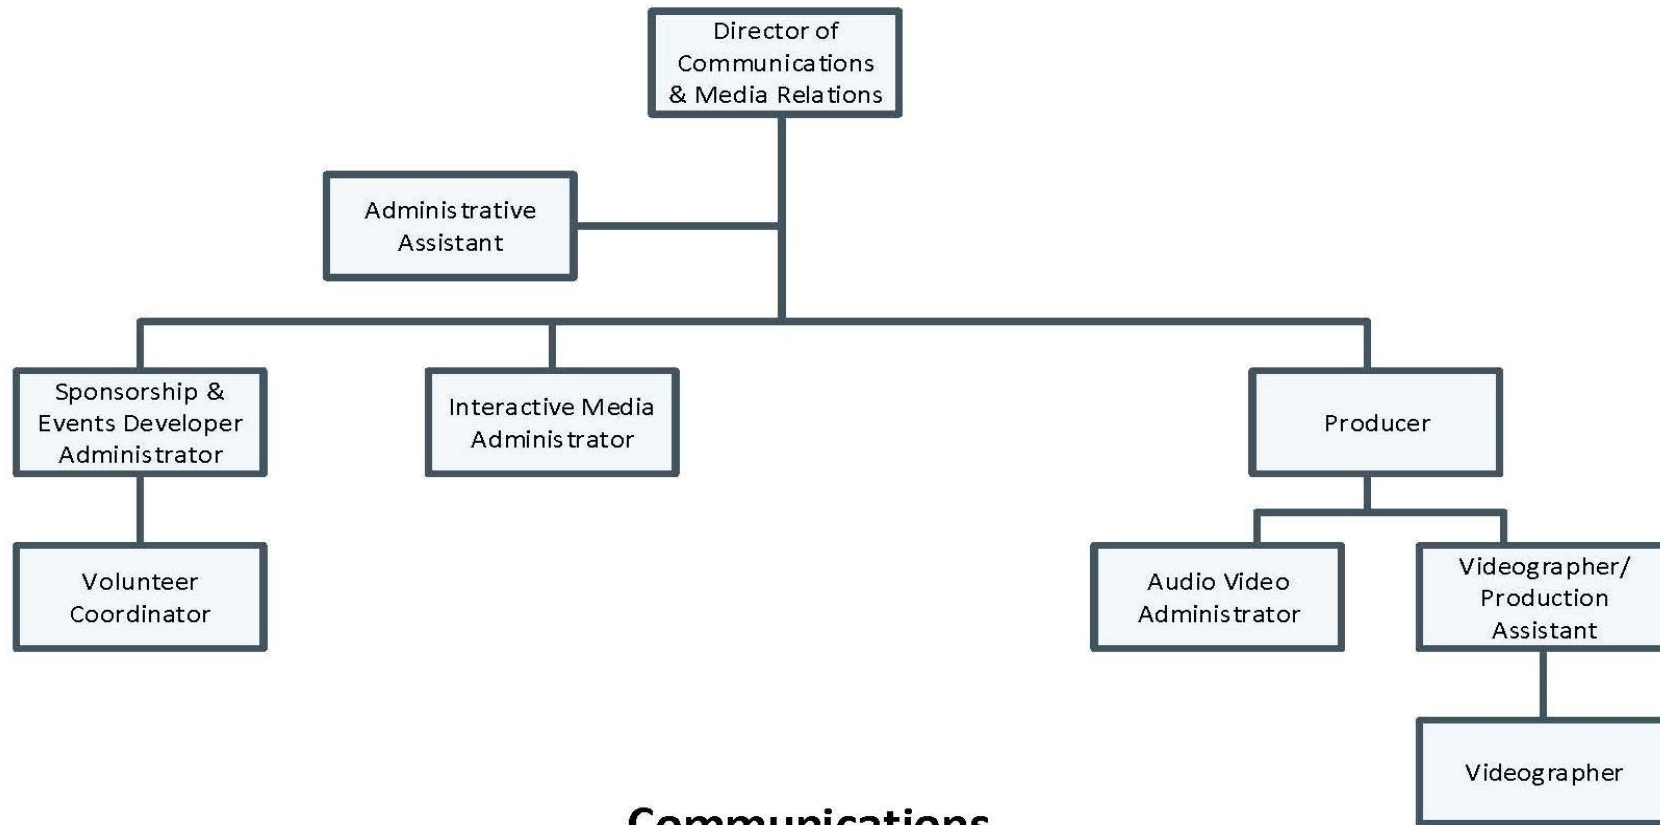 Director of
Communications
& Media Relations
Administrative
Assistant
Sponsorship &
Events Developer
Administrator
Interactive Media
Administrator
Producer
Volunteer
Coordinator
Audio Video
Administrator
Videographer/
Production
Assistant
Videographer
Communications